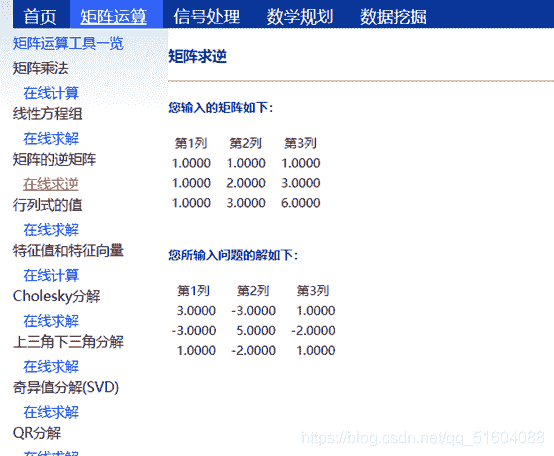 首页 矩阵运算 信号处理 数学规划 数据挖掘
矩阵运算工具一览
矩阵乘法
在线计算
线性方程组
在线求解
矩阵的逆矩阵
在线求逆
行列式的值
在线求解
特征值和特征向量
在线计算
Cholesky分解
在线求解
上三角下三角分解
在线求解
奇异值分解(SVD)
在线求解
QR分解
在线求解
矩阵求逆
您输入的矩阵如下：
第1列 第2列 第3列
1.0000 1.0000 1.0000
1.0000 2.0000 3.0000
1.0000 3.0000 6.0000
您所输入问题的解如下：
第1列 第2列 第3列
3.0000 -3.0000 1.0000
-3.0000 5.0000 -2.0000
1.0000 -2.0000 1.0000
https://blog.csdn.net/qq_51604088